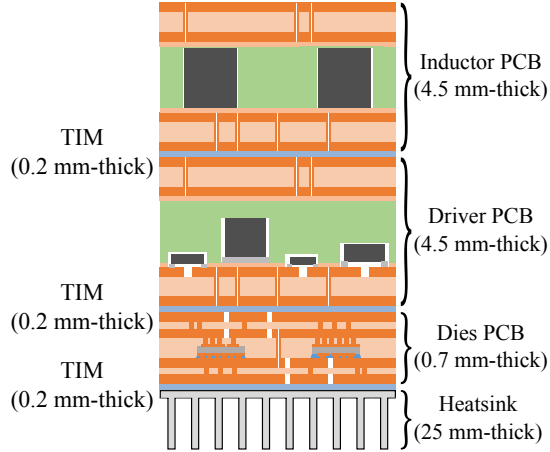 Inductor PCB
(4.5 mm-thick)
TIM
(0.2 mm-thick)
Driver PCB
(4.5 mm-thick)
TIM
(0.2 mm-thick)
Dies PCB
(0.7 mm-thick)
TIM
(0.2 mm-thick)
Heatsink
(25 mm-thick)